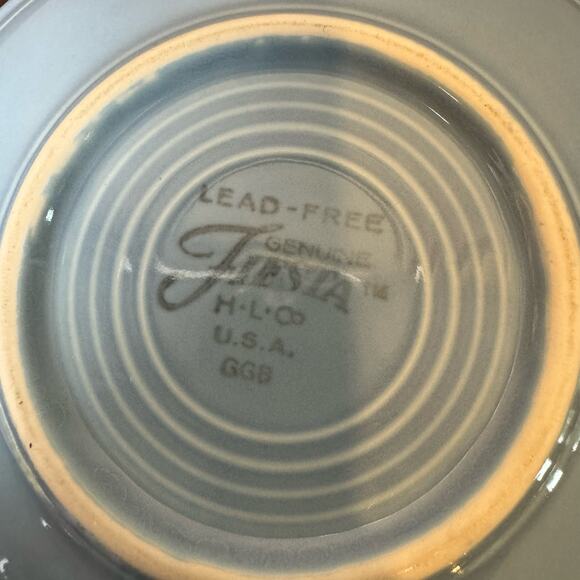 LEAD-FREE
GENUINE
Fiesta ™
H·L·Co
U.S.A.
GGB